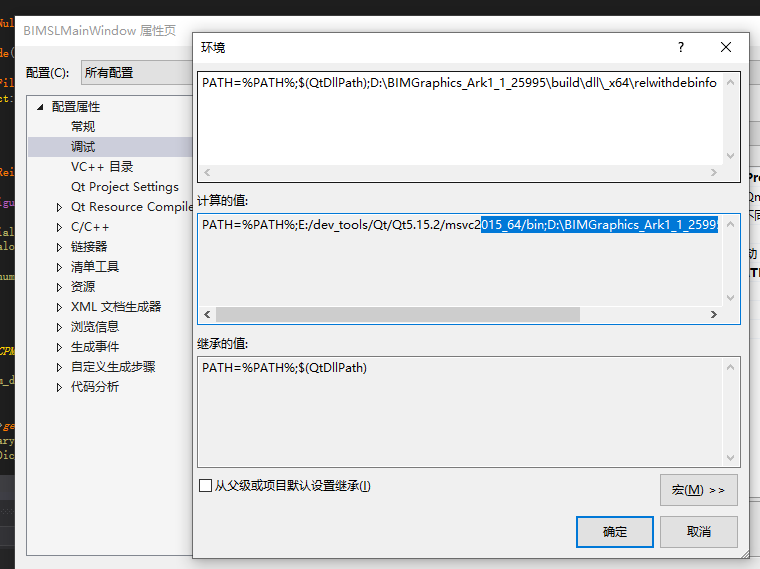 BIMSLMainWindow 属性页
环境
?
配置(C):
所有配置
PATH=%PATH%;$(QtDllPath);D:\BIMGraphics_Ark1_1_25995\build\dll\_x64\relwithdebinfo
配置属性
常规
调试
VC++ 目录
Qt Project Settings
Qt Resource Compile
C/C++
链接器
清单工具
资源
XML 文档生成器
浏览信息
生成事件
自定义生成步骤
代码分析
计算的值:
PATH=%PATH%;E:/dev_tools/Qt/Qt5.15.2/msvc2015_64/bin;D:\BIMGraphics_Ark1_1_2599
继承的值:
PATH=%PATH%;$(QtDllPath)
从父级或项目默认设置继承(I)
宏(M) >>
确定
取消